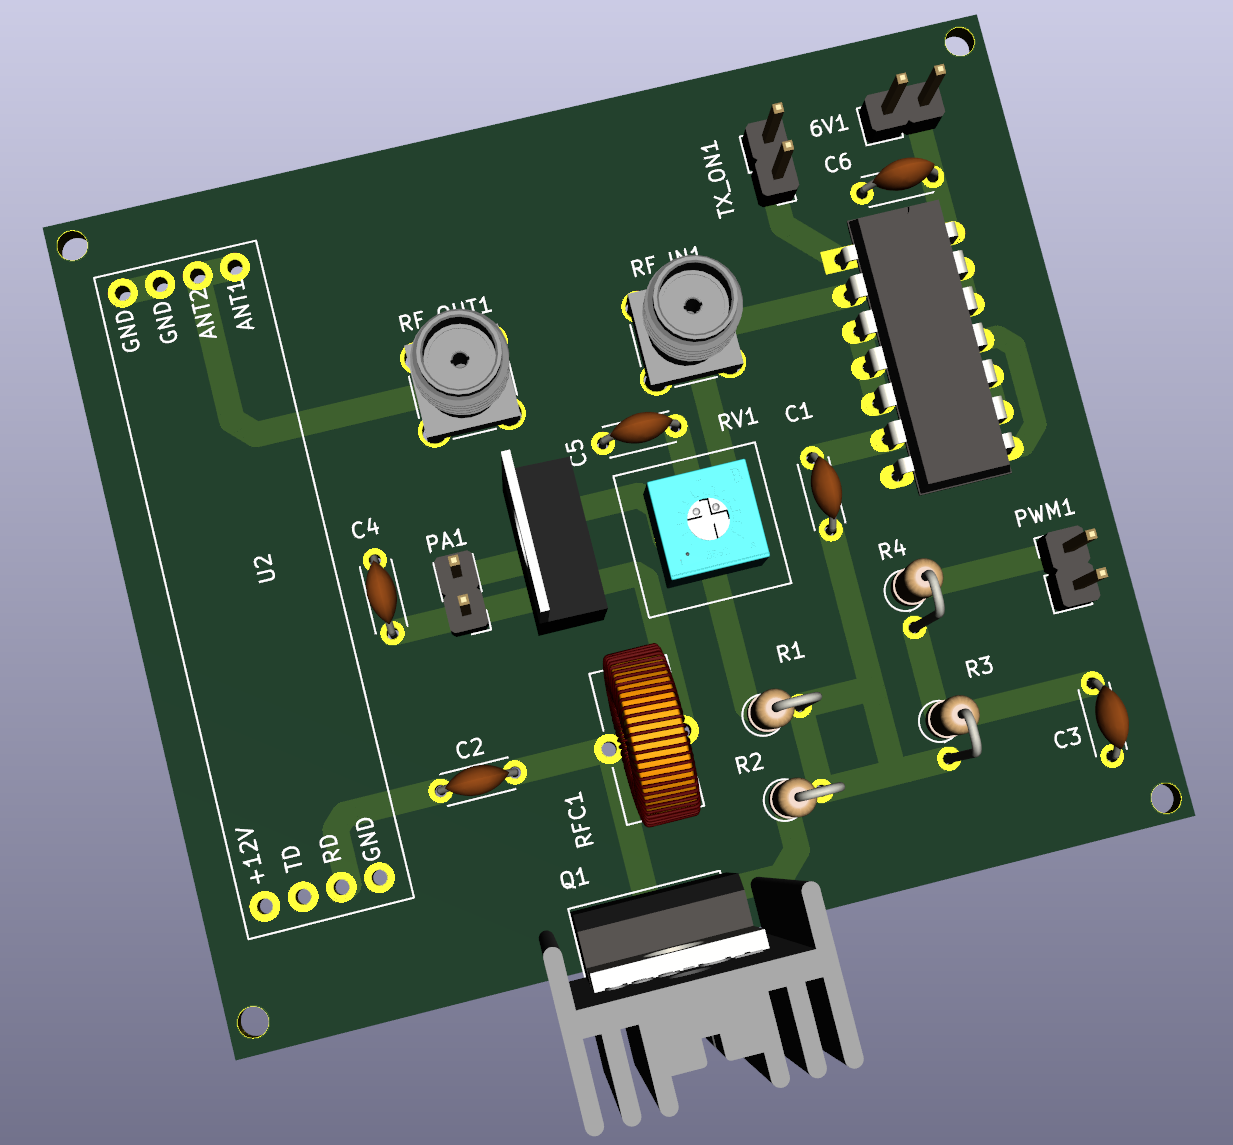 6V1
C6
TX_ON1
RF_IN1
GND
GND
ANT2
ANT1
RF_OUT1
C5
RV1
C1
PWM1
C4
PA1
U2
R4
R1
R3
R2
C3
C2
RFC1
+12V
TD
RD
GND
Q1